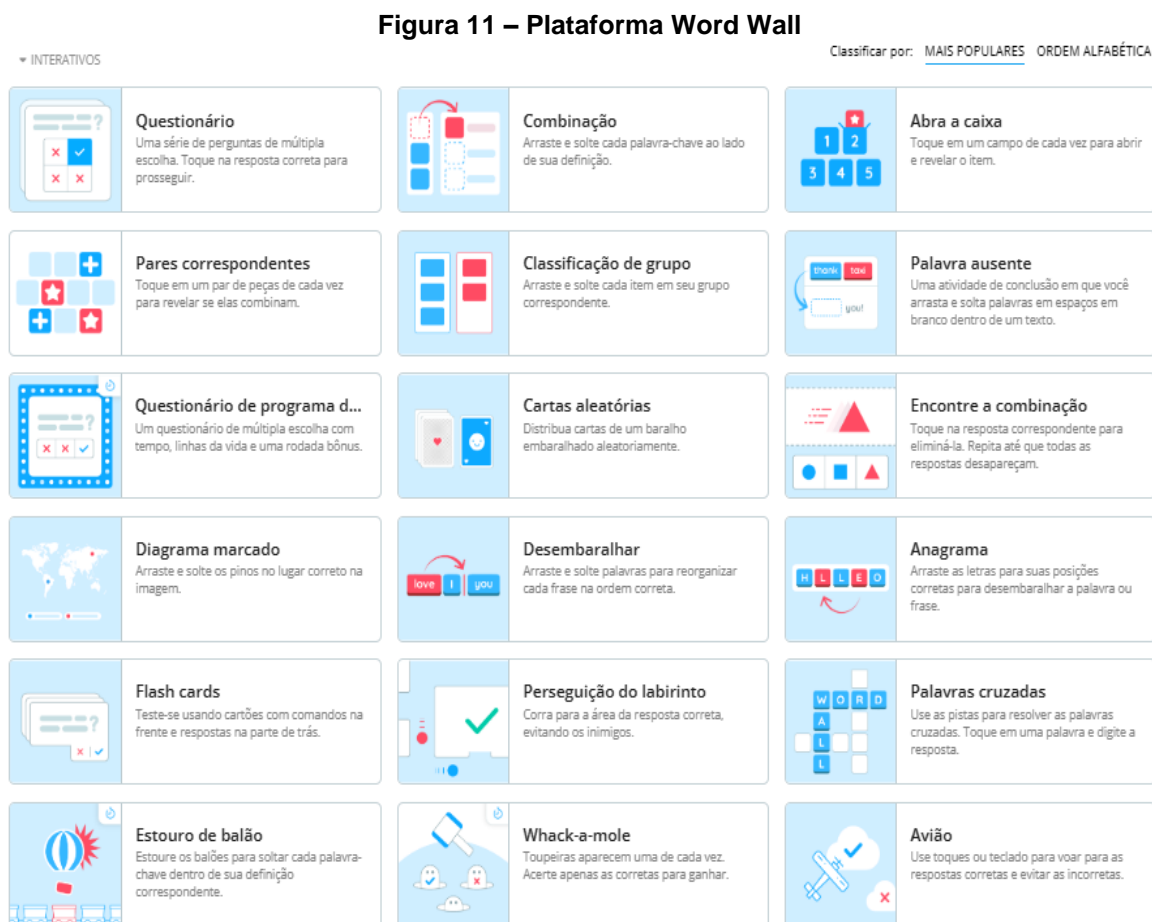 Figura 11 – Plataforma Word Wall
INTERATIVOS
Classificar por: MAIS POPULARES ORDEM ALFABÉTICA
?
Questionário
Uma série de perguntas de múltipla
escolha. Toque na resposta correta para
prosseguir.
Combinação
Arraste e solte cada palavra-chave ao lado
de sua definição.
1 2
3 4 5
Abra a caixa
Toque em um campo de cada vez para abrir
e revelar o item.
Pares correspondentes
Toque em um par de peças de cada vez
para revelar se elas combinam.
Classificação de grupo
Arraste e solte cada item em seu grupo
correspondente.
thank taxi
you!
Palavra ausente
Uma atividade de conclusão em que você
arrasta e solta palavras em espaços em
branco dentro de um texto.
?
Questionário de programa d...
Um questionário de múltipla escolha com
tempo, linhas da vida e uma rodada bônus.
Cartas aleatórias
Distribua cartas de um baralho
embaralhado aleatoriamente.
Encontre a combinação
Toque na resposta correspondente para
eliminá-la. Repita até que todas as
respostas desapareçam.
Diagrama marcado
Arraste e solte os pinos no lugar correto na
imagem.
love I you
Desembaralhar
Arraste e solte palavras para reorganizar
cada frase na ordem correta.
H L L E O
Anagrama
Arraste as letras para suas posições
corretas para desembaralhar a palavra ou
frase.
?
Flash cards
Teste-se usando cartões com comandos na
frente e respostas na parte de trás.
Perseguição do labirinto
Corra para a área da resposta correta,
evitando os inimigos.
W O R D
A
L
L
Palavras cruzadas
Use as pistas para resolver as palavras
cruzadas. Toque em uma palavra e digite a
resposta.
Estouro de balão
Estoure os balões para soltar cada palavra-
chave dentro de sua definição
correspondente.
Whack-a-mole
Toupeiras aparecem uma de cada vez.
Acerte apenas as corretas para ganhar.
Avião
Use toques ou teclado para voar para as
respostas corretas e evitar as incorretas.